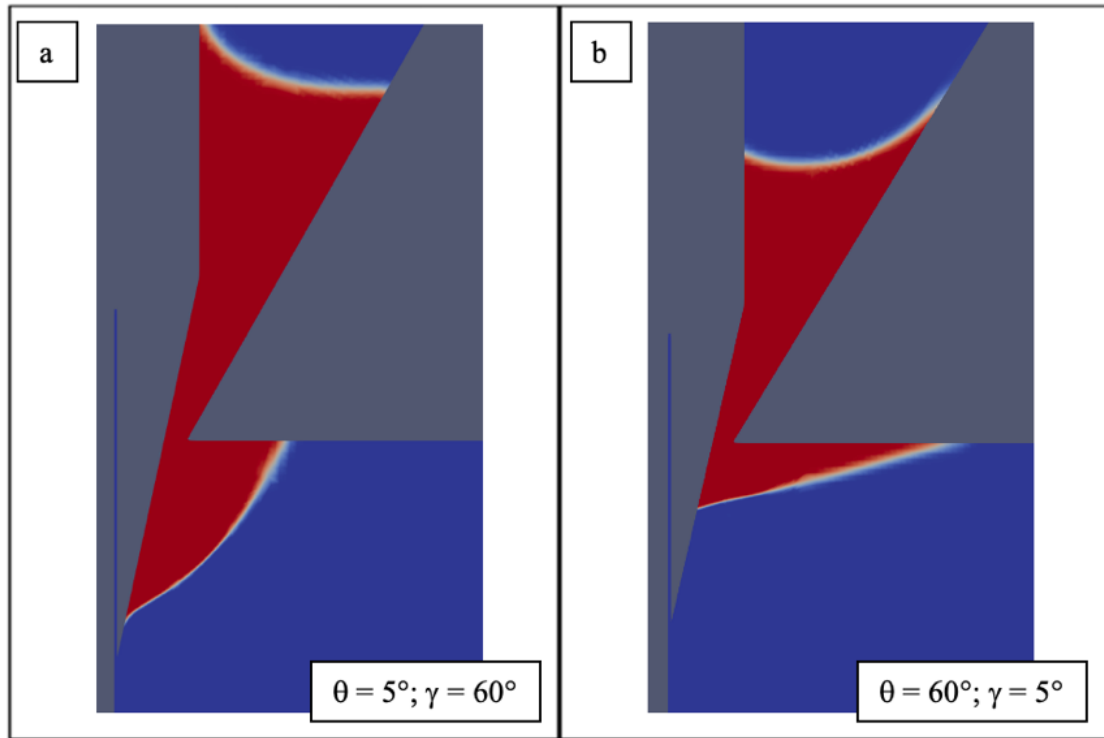 a
b
θ = 5°; γ = 60°
θ = 60°; γ = 5°